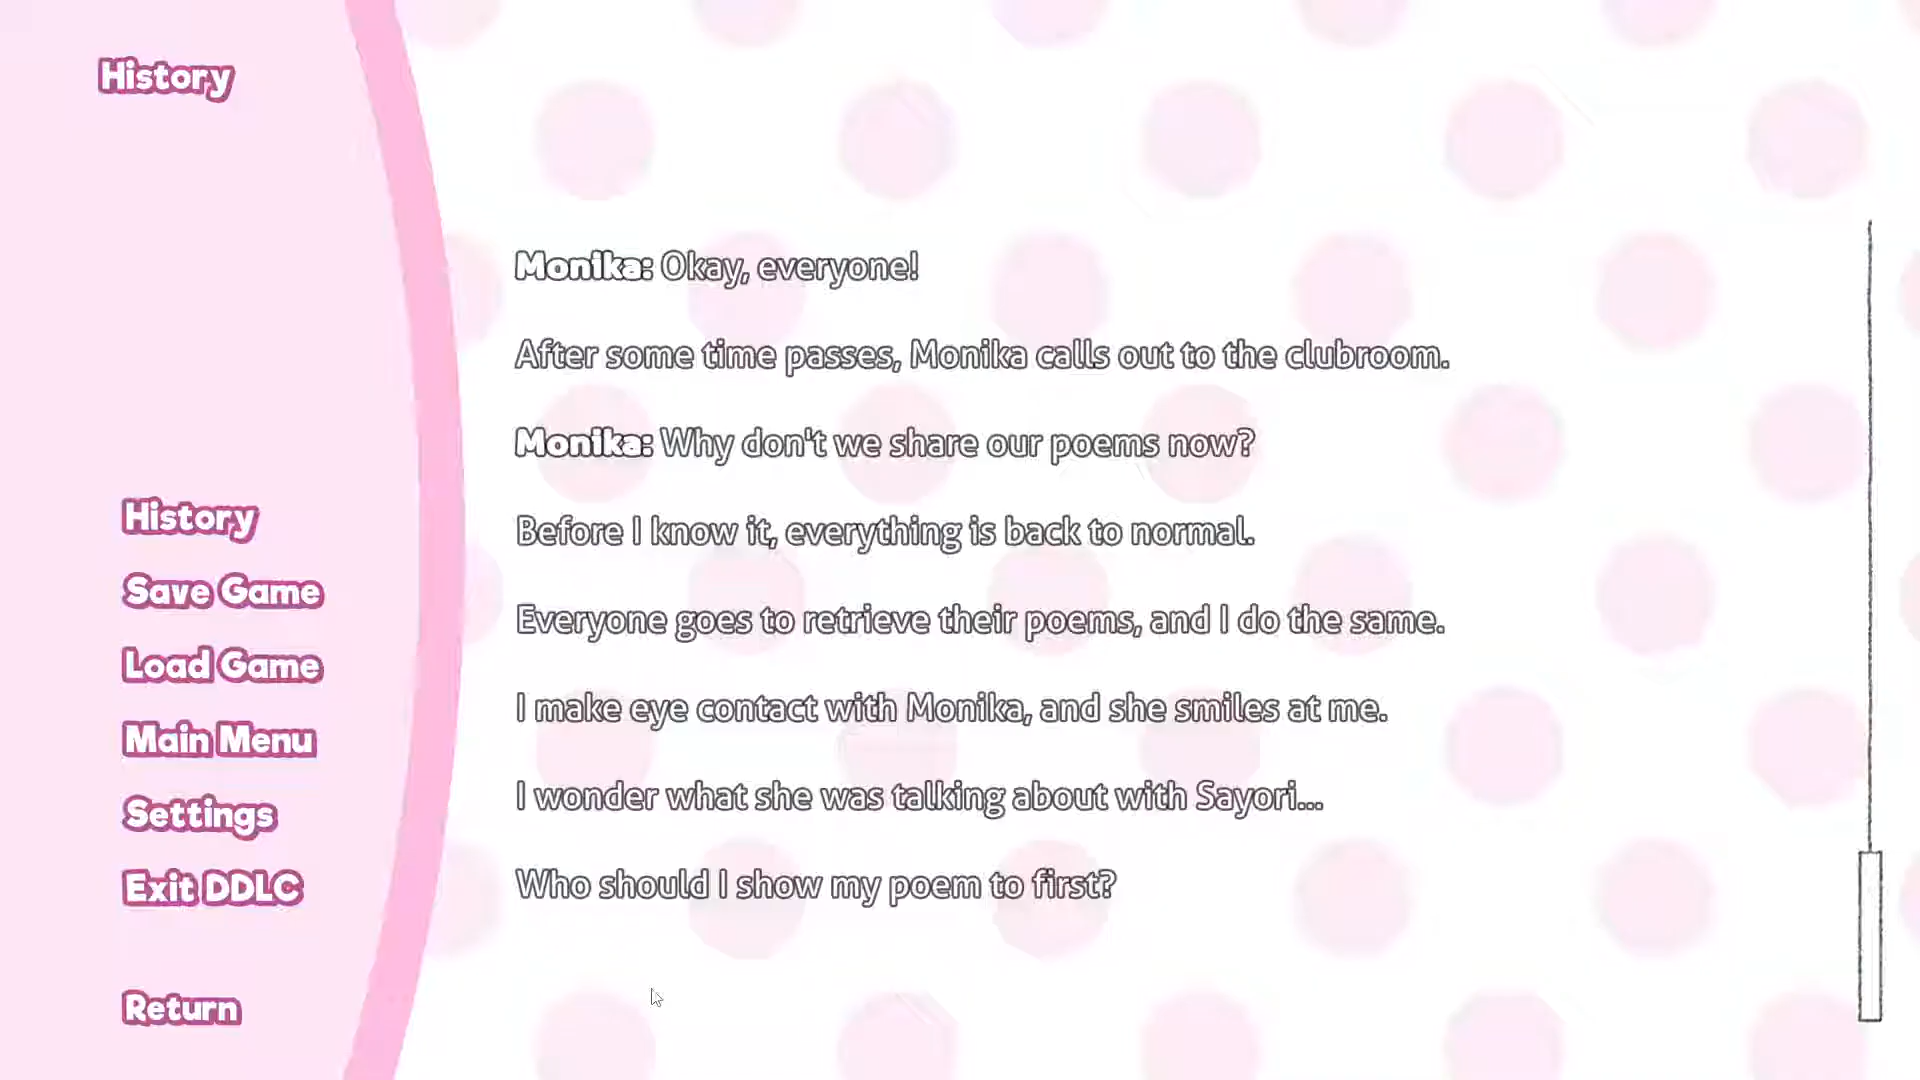 History
Monika: Okay, everyone!
After some time passes, Monika calls out to the clubroom.
Monika: Why don't we share our poems now?
Before I know it, everything is back to normal.
Everyone goes to retrieve their poems, and I do the same.
I make eye contact with Monika, and she smiles at me.
I wonder what she was talking about with Sayori...
Who should I show my poem to first?
History
Save Game
Load Game
Main Menu
Settings
Exit DDLC
Return